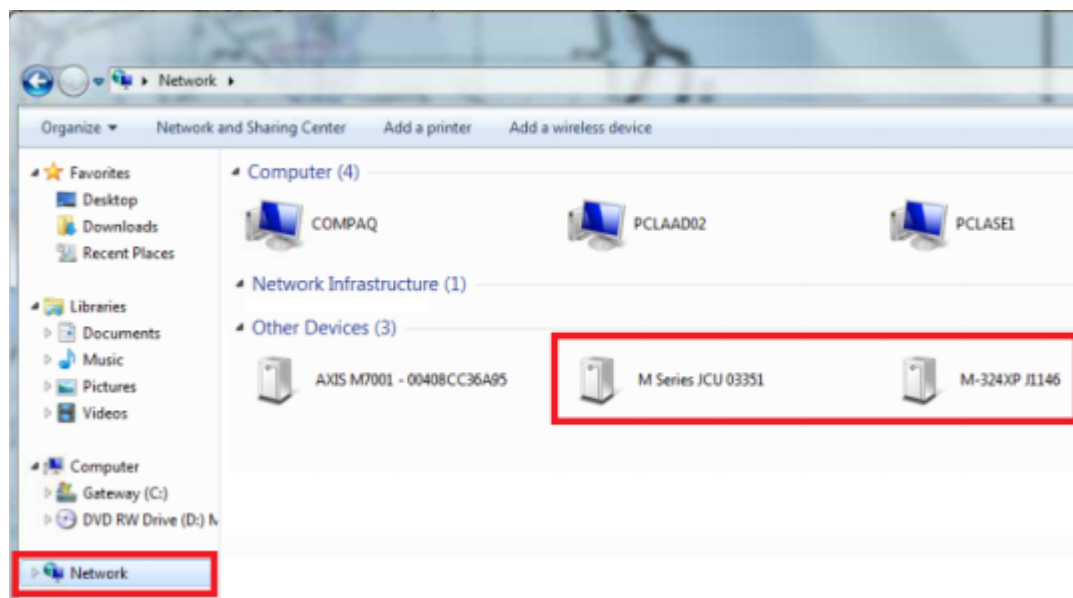 Network
Organize Network and Sharing Center Add a printer Add a wireless device
Favorites
Desktop
Downloads
Recent Places
Libraries
Documents
Music
Pictures
Videos
Computer
Gateway (C:)
DVD RW Drive (D:) M
Network
Computer (4)
COMPAQ PCLAAD02 PCLASE1
Network Infrastructure (1)
Other Devices (3)
AXIS M7001 - 00408CC36A95 M Series JCU 03351 M-324XP J1146